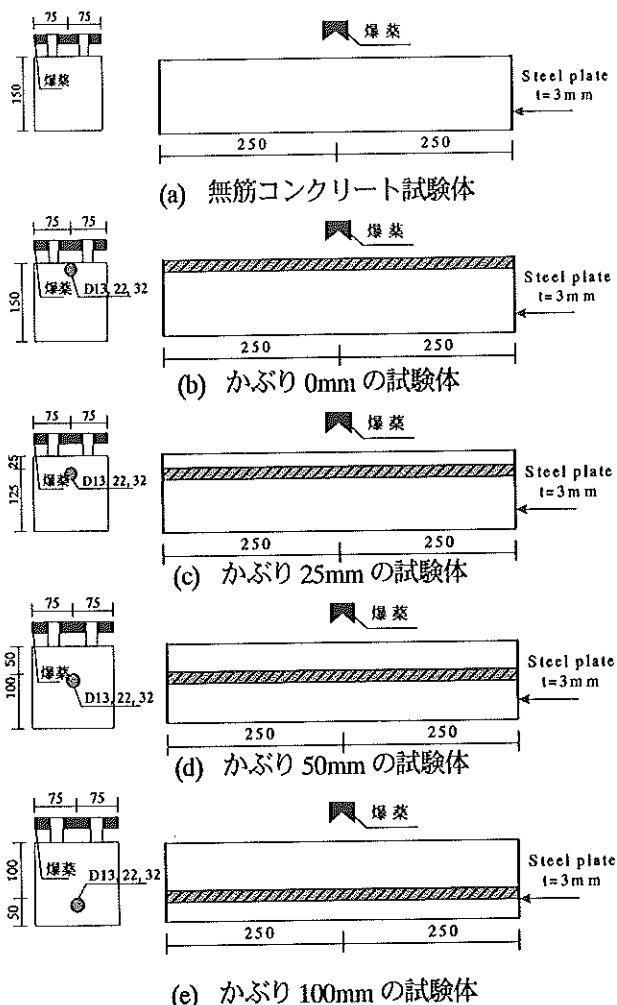 75 75
爆薬
爆薬
150
Steel plate
t=3mm
250 250
(a) 無筋コンクリート試験体
75 75
爆薬
爆薬 D13, 22, 32
150
Steel plate
t=3mm
250 250
(b) かぶり 0mm の試験体
75 75
爆薬
25
爆薬 D13, 22, 32
125
Steel plate
t=3mm
250 250
(c) かぶり 25mm の試験体
75 75
爆薬
50
爆薬
100
D13, 22, 32
Steel plate
t=3mm
250 250
(d) かぶり 50mm の試験体
75 75
爆薬
100
爆薬
D13, 22, 32
50
Steel plate
t=3mm
250 250
(e) かぶり 100mm の試験体